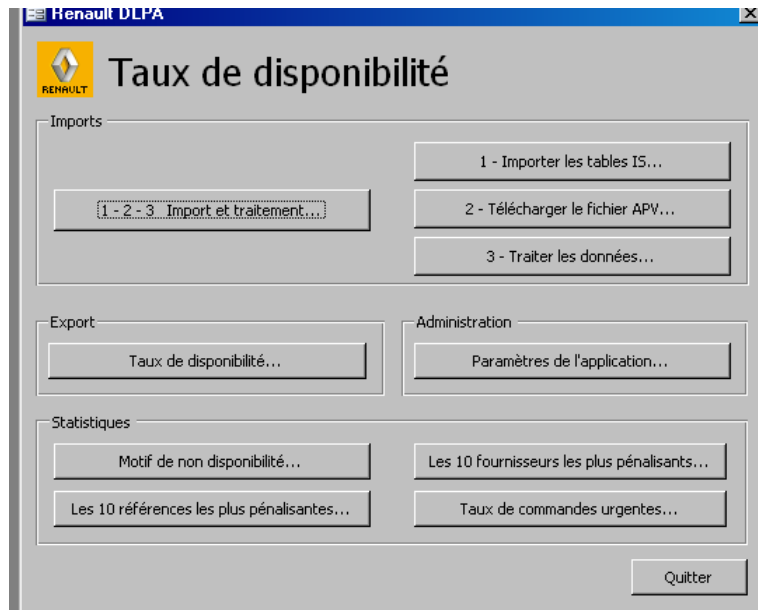 Renault DLPA
RENAULT
Taux de disponibilité
Imports
1 - Importer les tables IS...
1 - 2 - 3 Import et traitement...
2 - Télécharger le fichier APV...
3 - Traiter les données...
Export
Administration
Taux de disponibilité...
Paramètres de l'application...
Statistiques
Motif de non disponibilité...
Les 10 fournisseurs les plus pénalisants...
Les 10 références les plus pénalisantes...
Taux de commandes urgentes...
Quitter